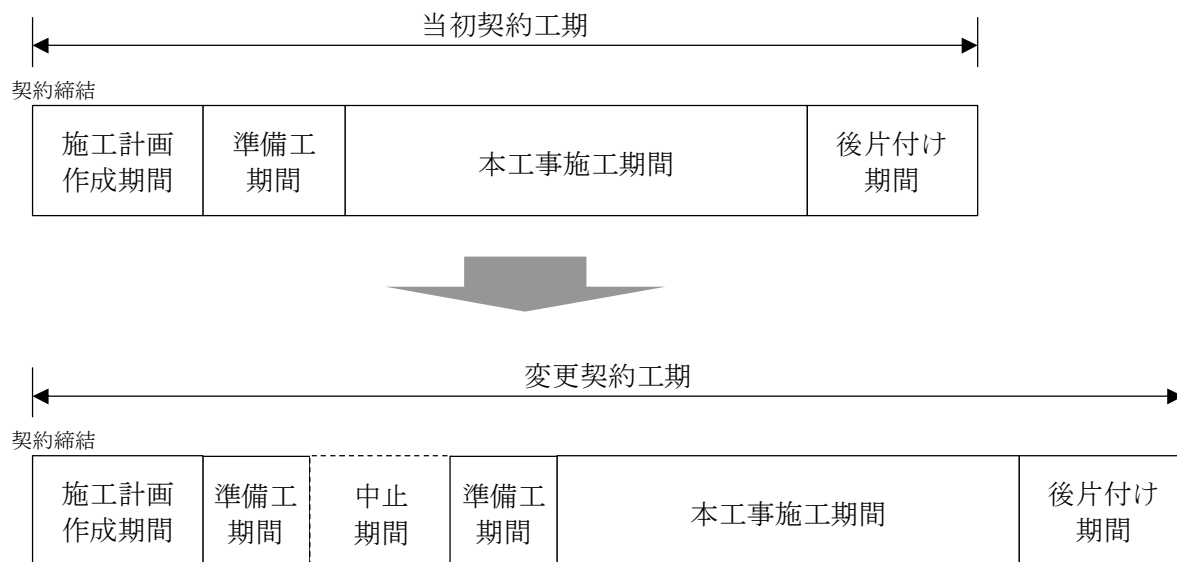 当初契約工期
契約締結
施工計画
作成期間
準備工
期間
本工事施工期間
後片付け
期間
変更契約工期
契約締結
施工計画
作成期間
準備工
期間
中止
期間
準備工
期間
本工事施工期間
後片付け
期間